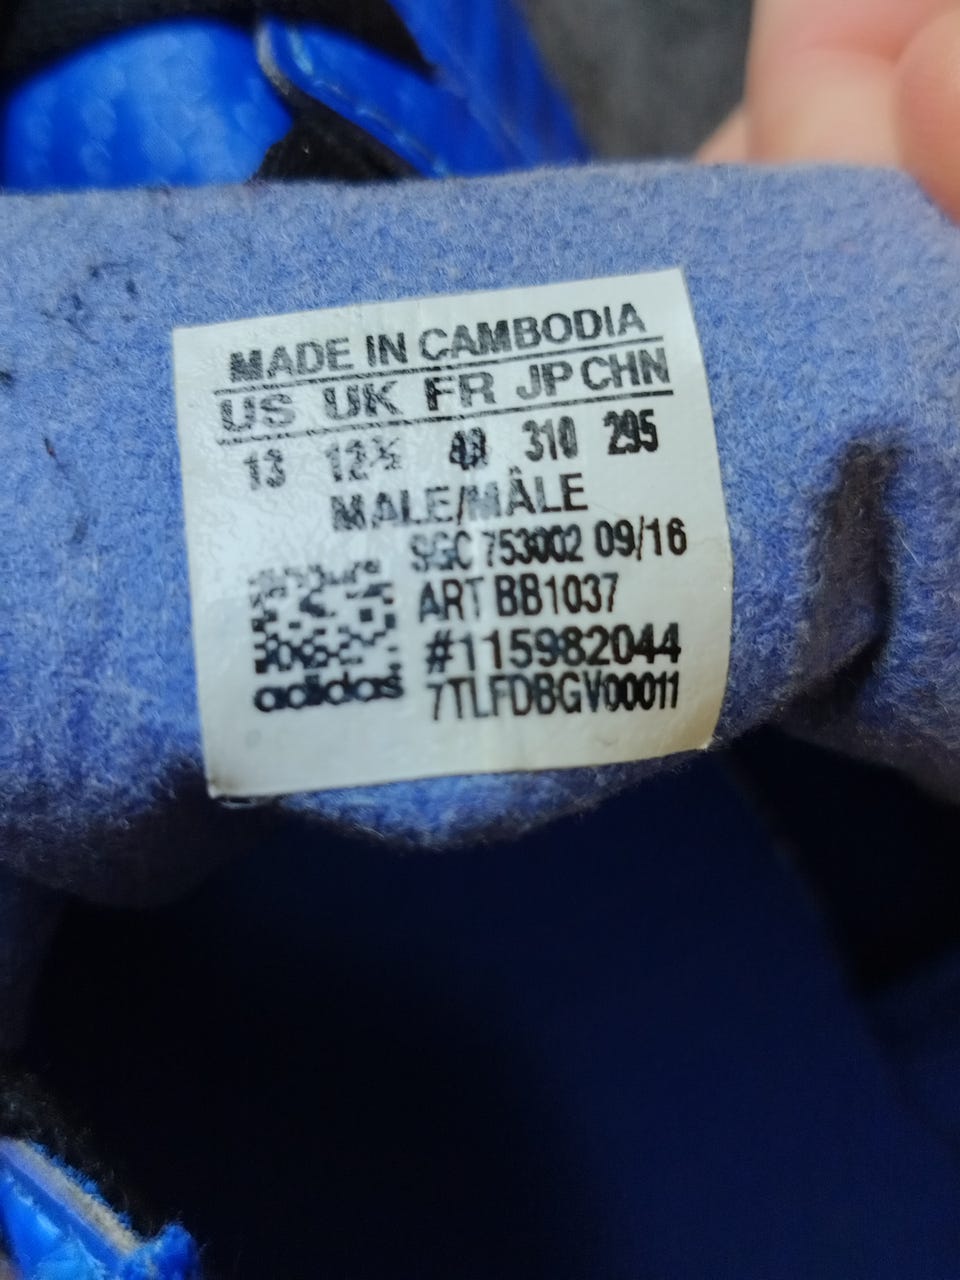 MADE IN CAMBODIA
US UK FR JP CHN
13 12½ 48 310 295
MALE/MÂLE
SGC 753002 09/16
ART BB1037
#115982044
adidas 7TLFDBGV00011